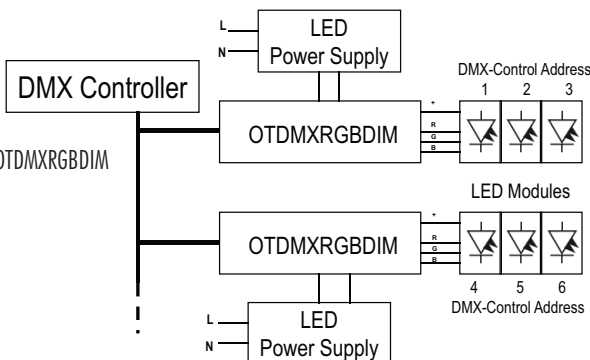 L
N
LED
Power Supply
DMX Controller
DMX-Control Address
1 2 3
OTDMXRGBDIM
+
R
G
B
OTDMXRGBDIM
LED Modules
OTDMXRGBDIM
+
R
G
B
4 5 6
DMX-Control Address
L
N
LED
Power Supply